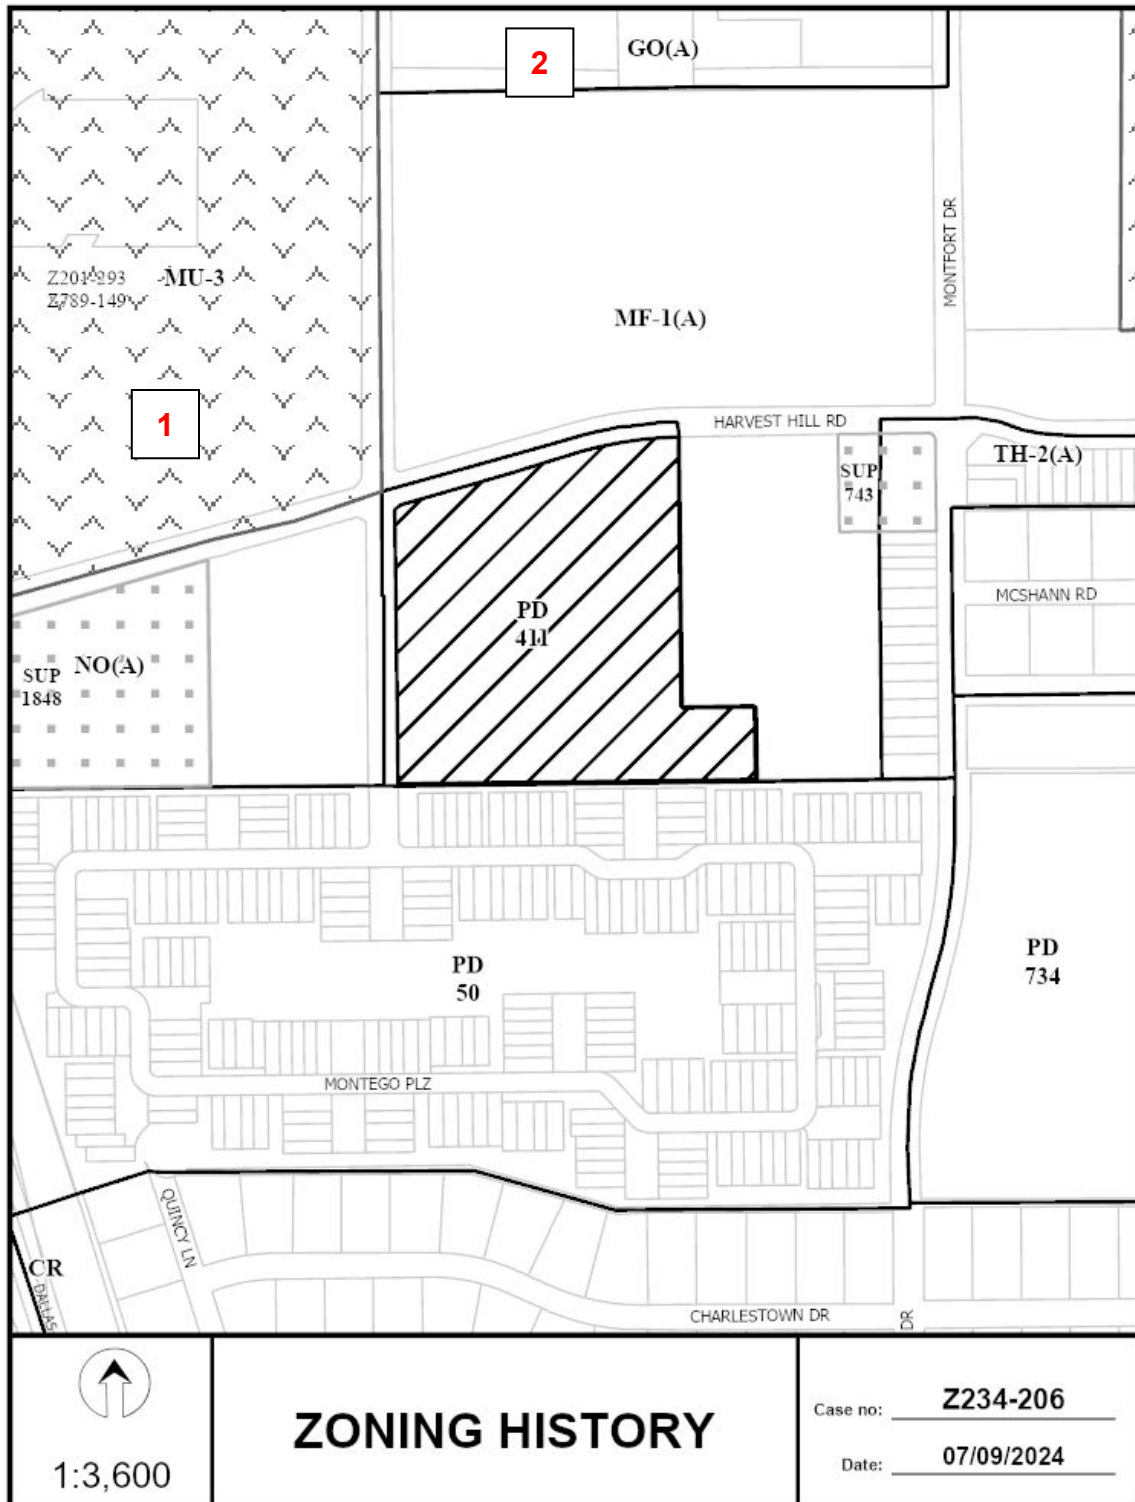 2
GO(A)
MONTFORT DR
Z201-293
Z789-149
MU-3
MF-1(A)
1
HARVEST HILL RD
TH-2(A)
SUP
743
MCSHANN RD
PD
411
SUP
1848
NO(A)
PD
50
PD
734
MONTEGO PLZ
QUINCY LN
CR
DALLAS
CHARLESTOWN DR
DR
1:3,600
ZONING HISTORY
Case no: Z234-206
Date: 07/09/2024